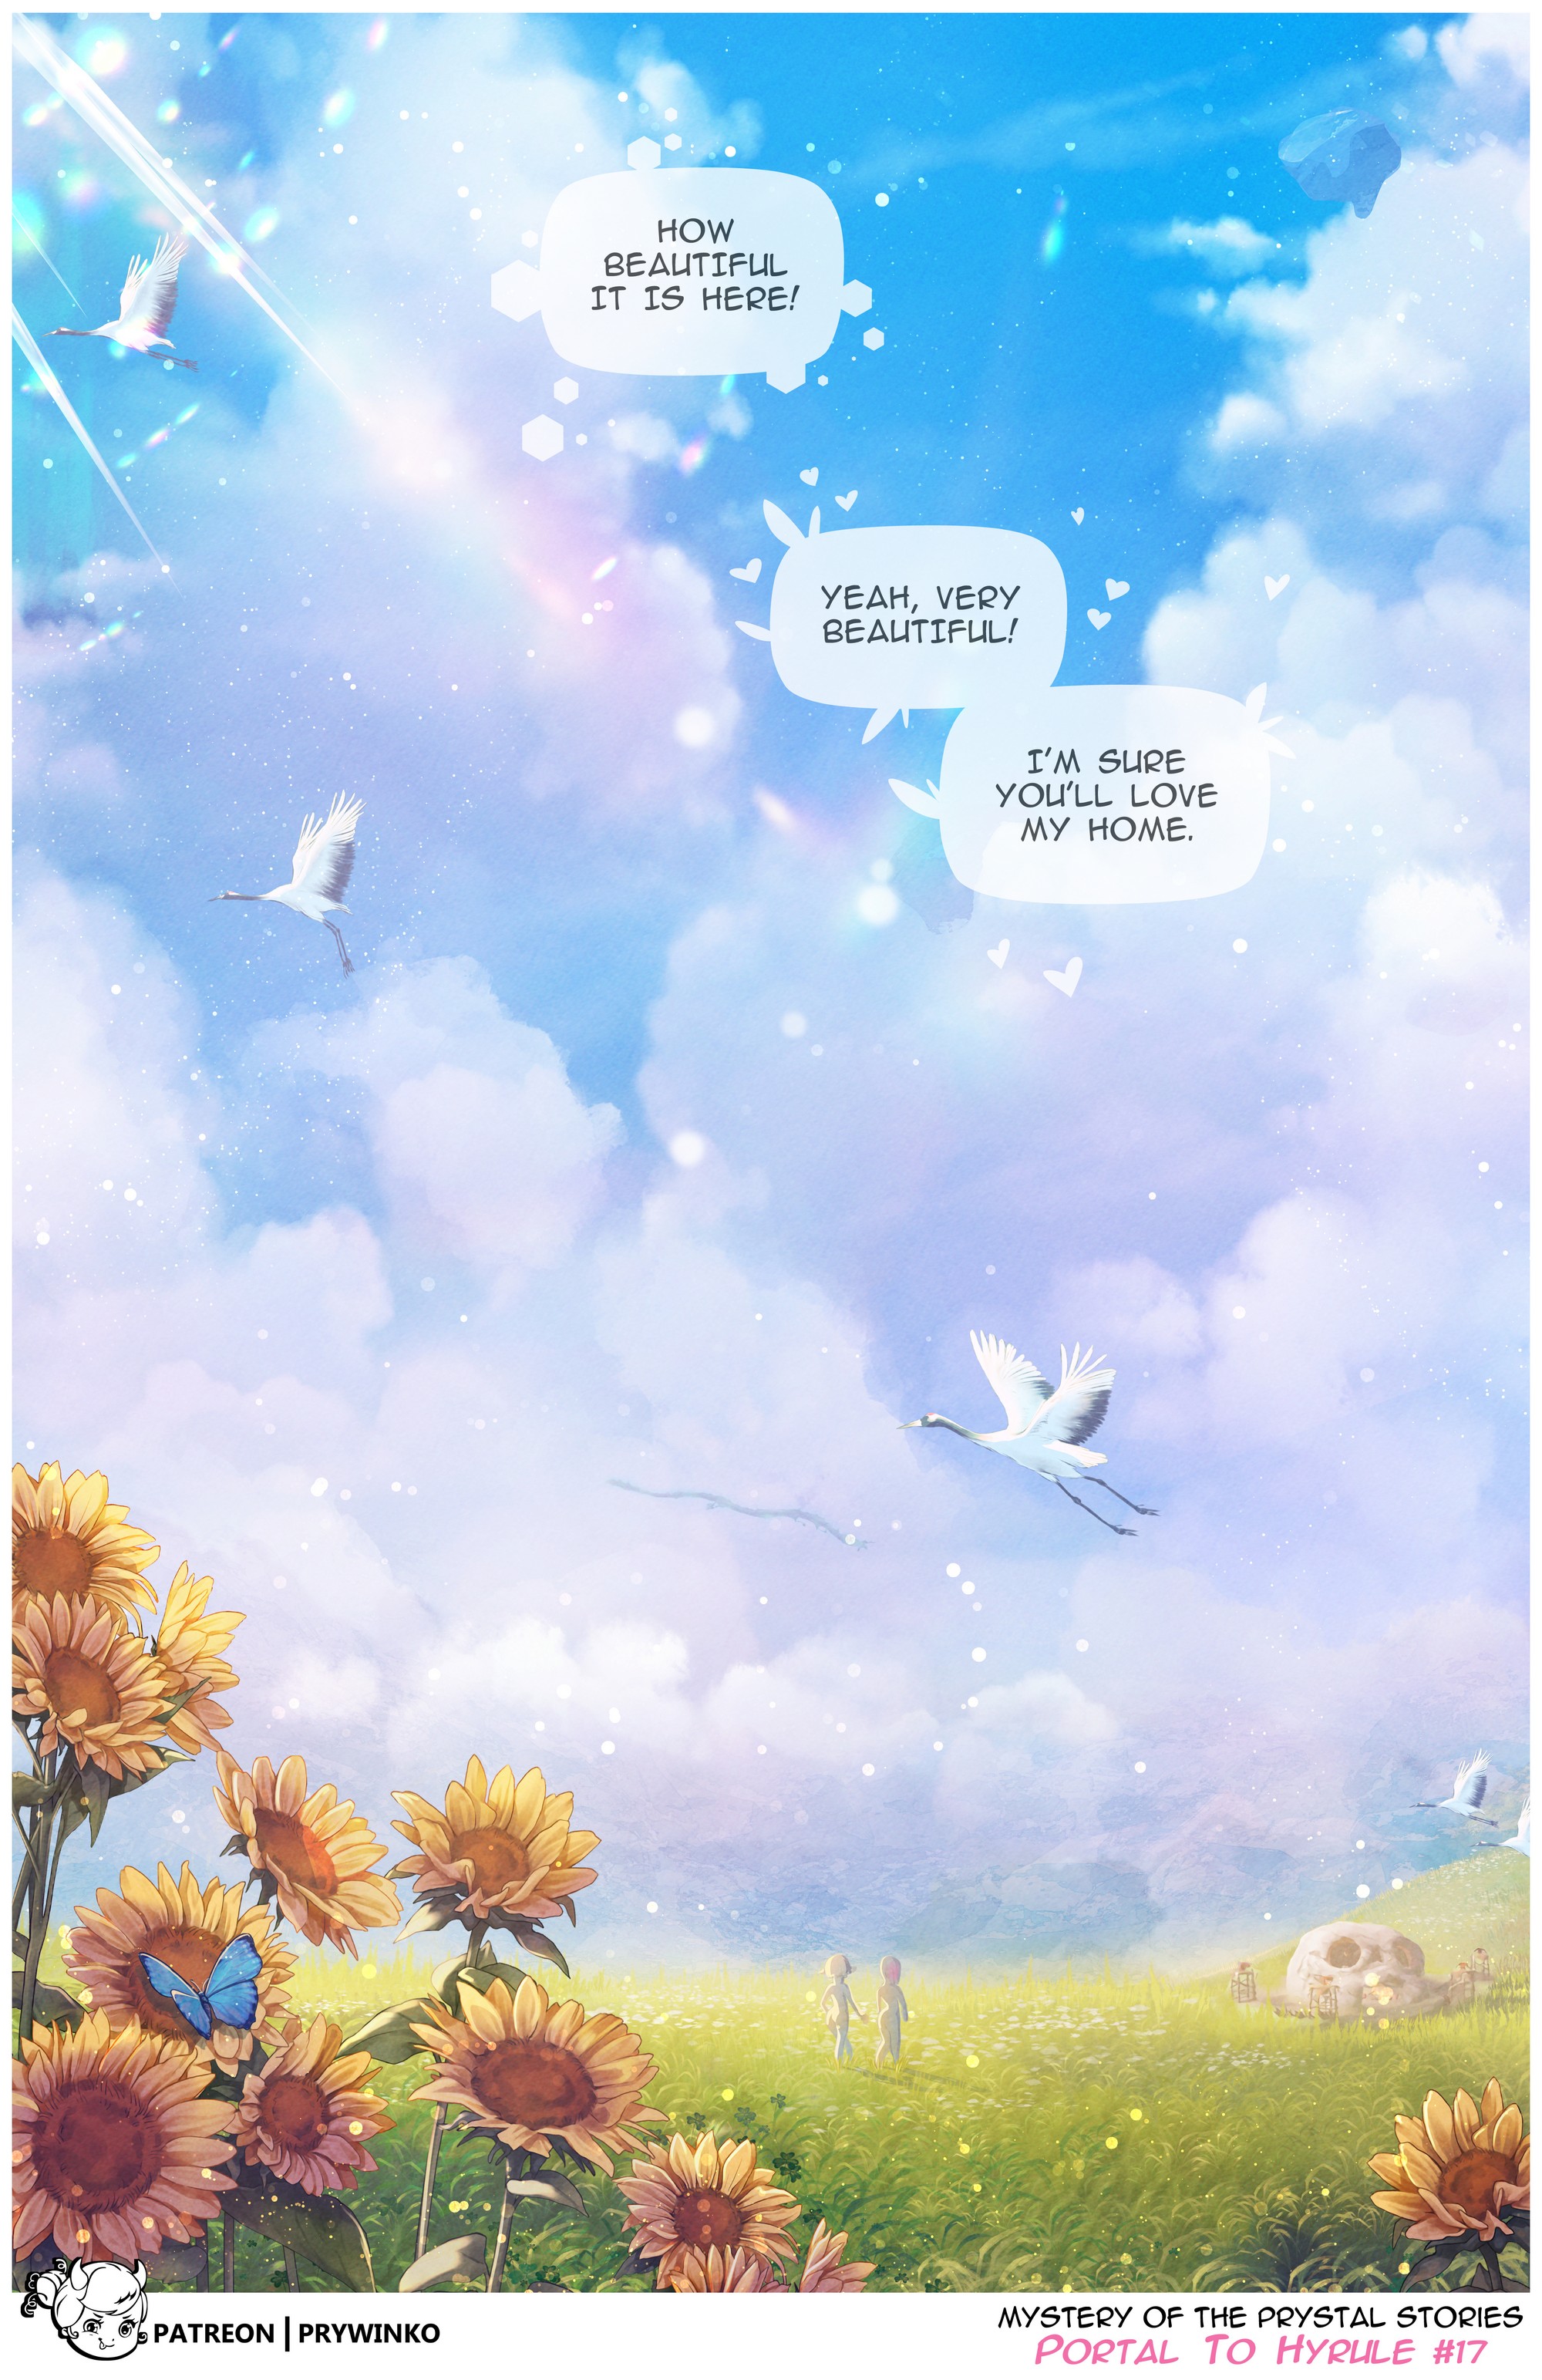 HOW
BEAUTIFUL
IT IS HERE!
YEAH, VERY
BEAUTIFUL!
I'M SURE
YOU'LL LOVE
MY HOME.
PATREON | PRYWINKO
MYSTERY OF THE PRYSTAL STORIES
PORTAL TO HYRULE #17